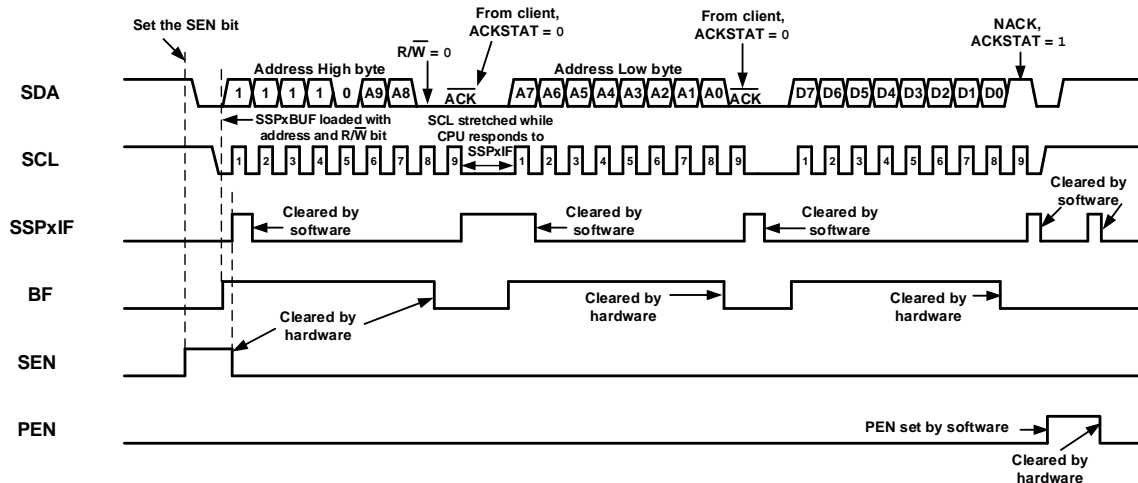 Set the SEN bit
From client,
ACKSTAT = 0
R/W = 0
From client,
ACKSTAT = 0
NACK,
ACKSTAT = 1
Address High byte
Address Low byte
SDA
1 1 1 1 0 A9 A8 ACK A7 A6 A5 A4 A3 A2 A1 A0 ACK D7 D6 D5 D4 D3 D2 D1 D0
SSPxBUF loaded with
address and R/W bit
SCL stretched while
CPU responds to
SSPxIF
SCL
1 2 3 4 5 6 7 8 9 1 2 3 4 5 6 7 8 9 1 2 3 4 5 6 7 8 9
SSPxIF
Cleared by
software
Cleared by
software
Cleared by
software
Cleared by
software
BF
Cleared by
hardware
Cleared by
hardware
Cleared by
hardware
SEN
PEN
PEN set by software
Cleared by
hardware